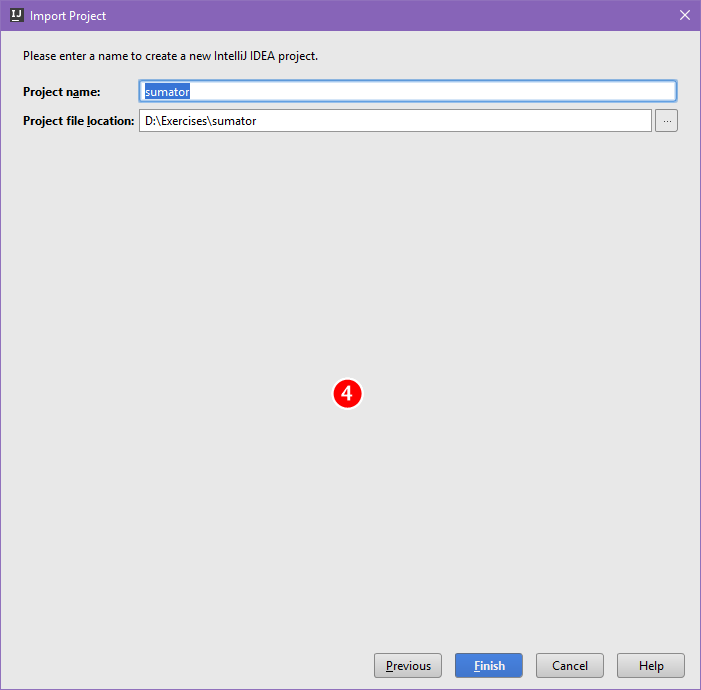 IJ Import Project
Please enter a name to create a new IntelliJ IDEA project.
Project name: sumator
Project file location: D:\Exercises\sumator ...
4
Previous Finish Cancel Help